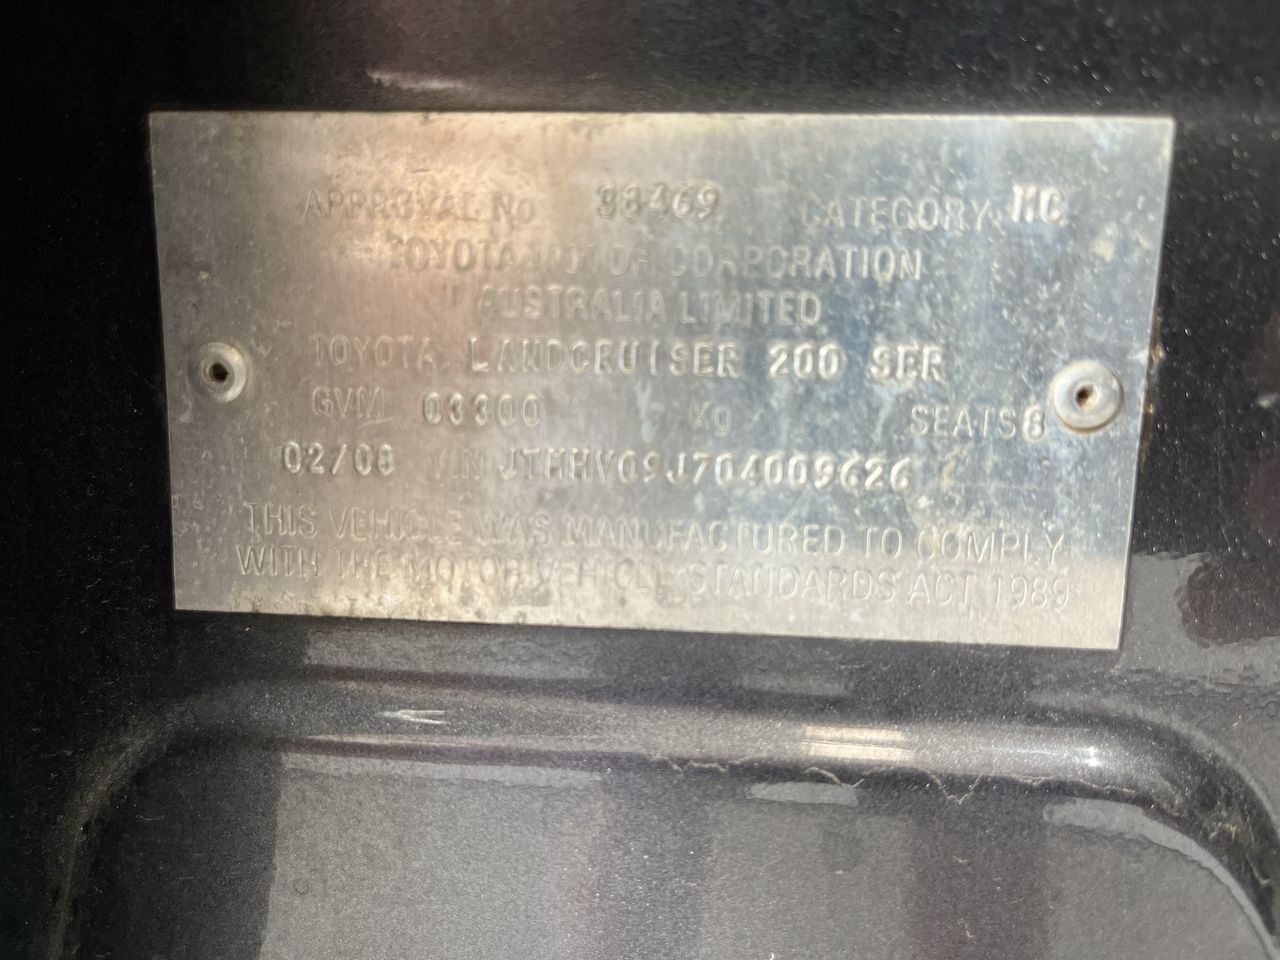 APPROVAL No 38469 CATEGORY MC
TOYOTA MOTOR CORPORATION
AUSTRALIA LIMITED
TOYOTA LANDCRUISER 200 SER
GVM 03300 Kg SEATS 8
02/08 VIN JTMHV09J704009626
THIS VEHICLE WAS MANUFACTURED TO COMPLY
WITH THE MOTOR VEHICLE STANDARDS ACT 1989